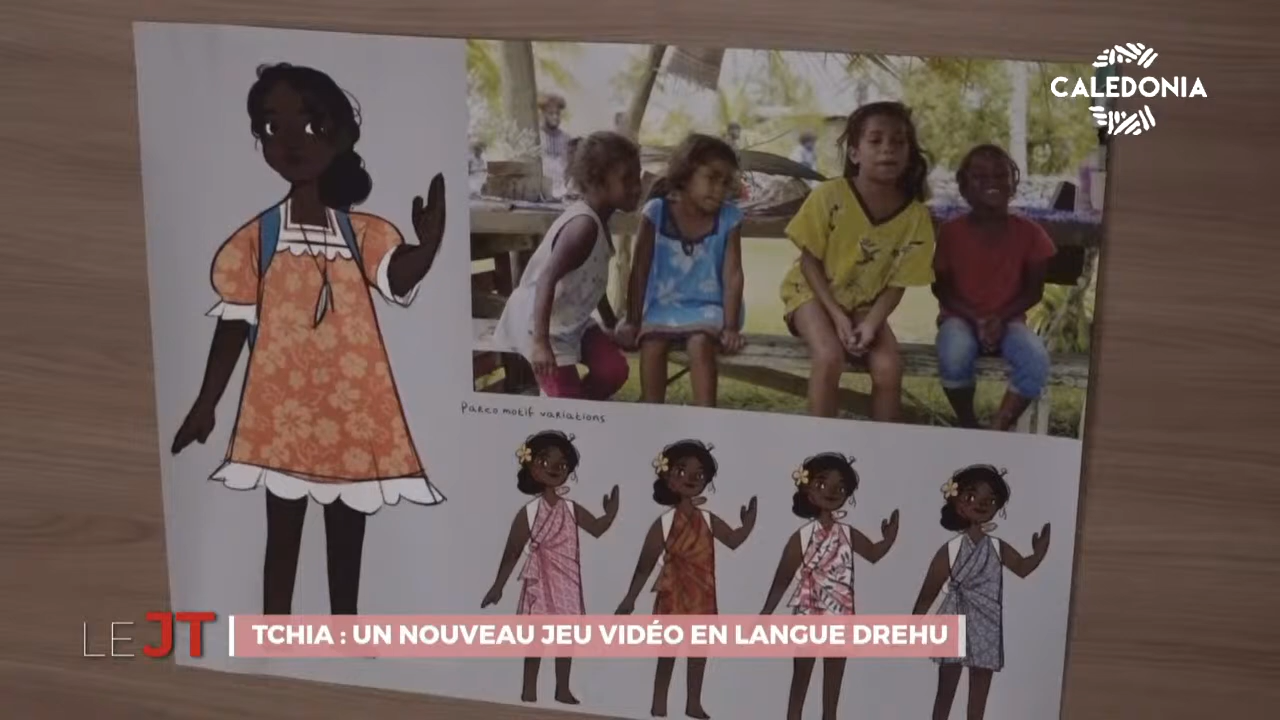 CALEDONIA
Pareo motif variations
LE JT
TCHIA : UN NOUVEAU JEU VIDÉO EN LANGUE DREHU